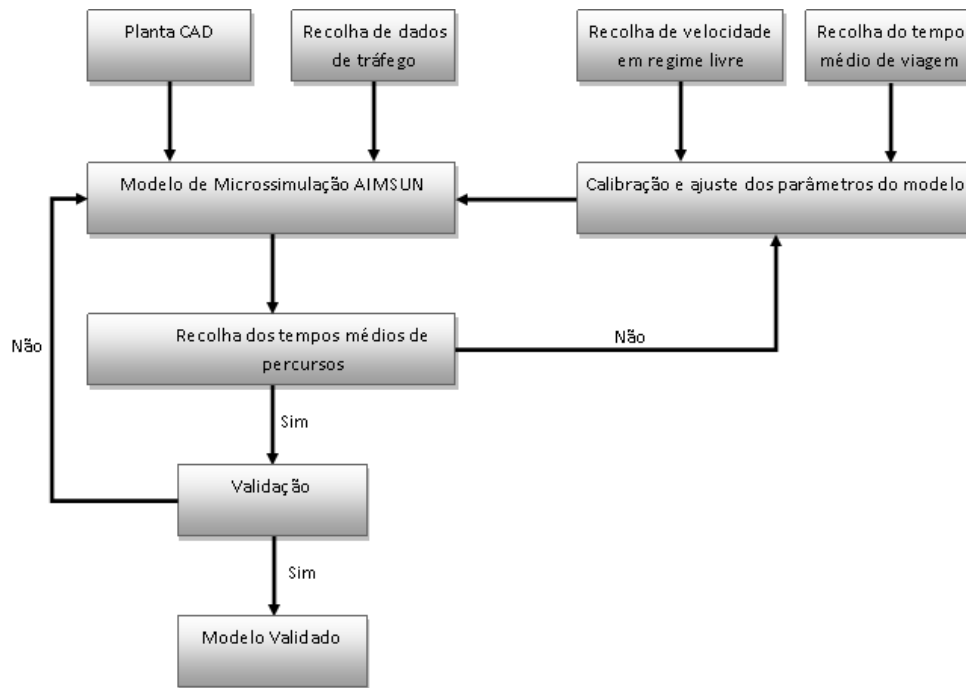 Planta CAD
Recolha de dados
de tráfego
Recolha de velocidade
em regime livre
Recolha do tempo
médio de viagem
Modelo de Microssimulação AIMSUN
Calibração e ajuste dos parâmetros do modelo
Não
Recolha dos tempos médios de
percursos
Não
Sim
Validação
Sim
Modelo Validado